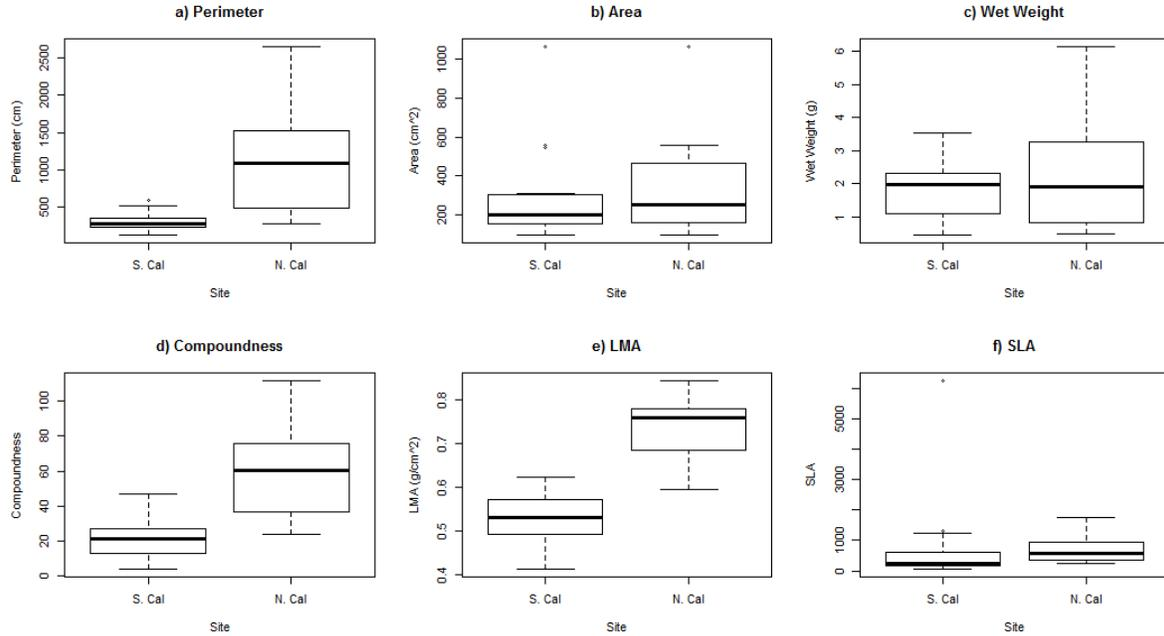 a) Perimeter
Perimeter (cm)
2500
2000
1500
1000
500
S. Cal
N. Cal
Site
b) Area
Area (cm^2)
1000
800
600
400
200
S. Cal
N. Cal
Site
c) Wet Weight
Wet Weight (g)
6
5
4
3
2
1
S. Cal
N. Cal
Site
d) Compoundness
Compoundness
100
80
60
40
20
0
S. Cal
N. Cal
Site
e) LMA
LMA (g/cm^2)
0.8
0.7
0.6
0.5
0.4
S. Cal
N. Cal
Site
f) SLA
SLA
5000
3000
1000
0
S. Cal
N. Cal
Site